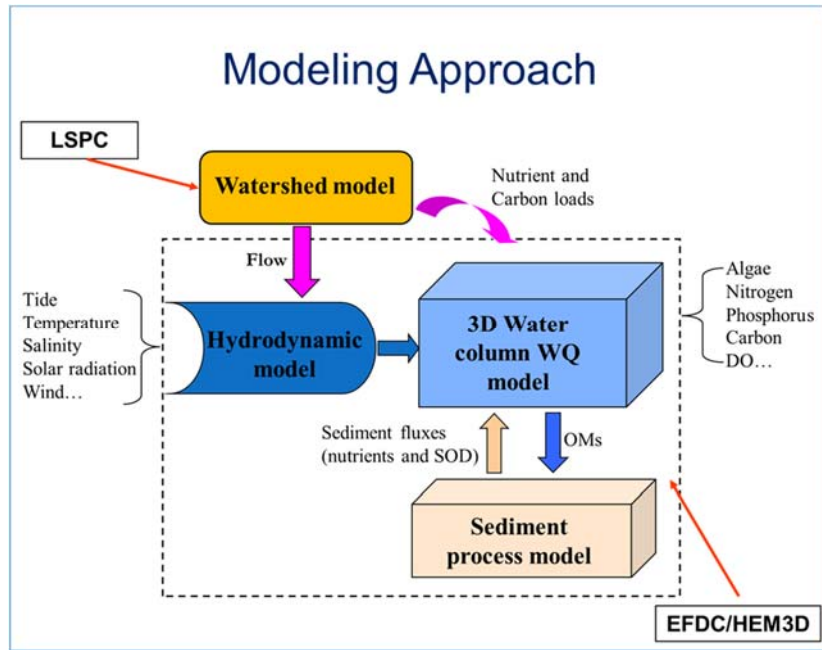 Modeling Approach
LSPC
Watershed model
Nutrient and
Carbon loads
Flow
Tide
Temperature
Salinity
Solar radiation
Wind…
Hydrodynamic
model
3D Water
column WQ
model
Algae
Nitrogen
Phosphorus
Carbon
DO…
Sediment fluxes
(nutrients and SOD)
OMs
Sediment
process model
EFDC/HEM3D